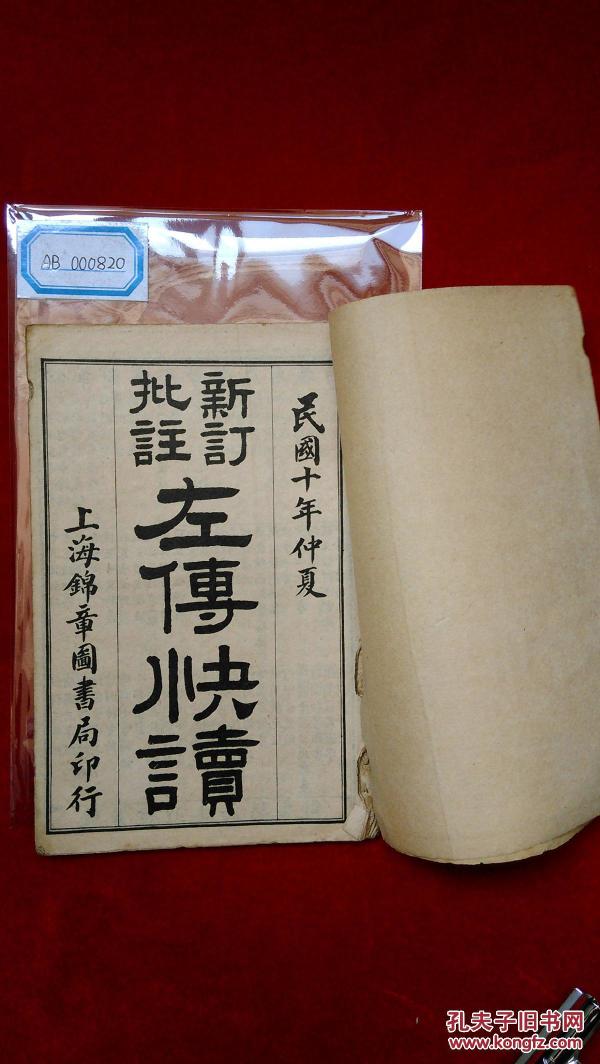 AB 000820
民國十年仲夏
新訂
批註
左傳快讀
上海錦章圖書局印行
孔夫子旧书网
www.kongfz.com